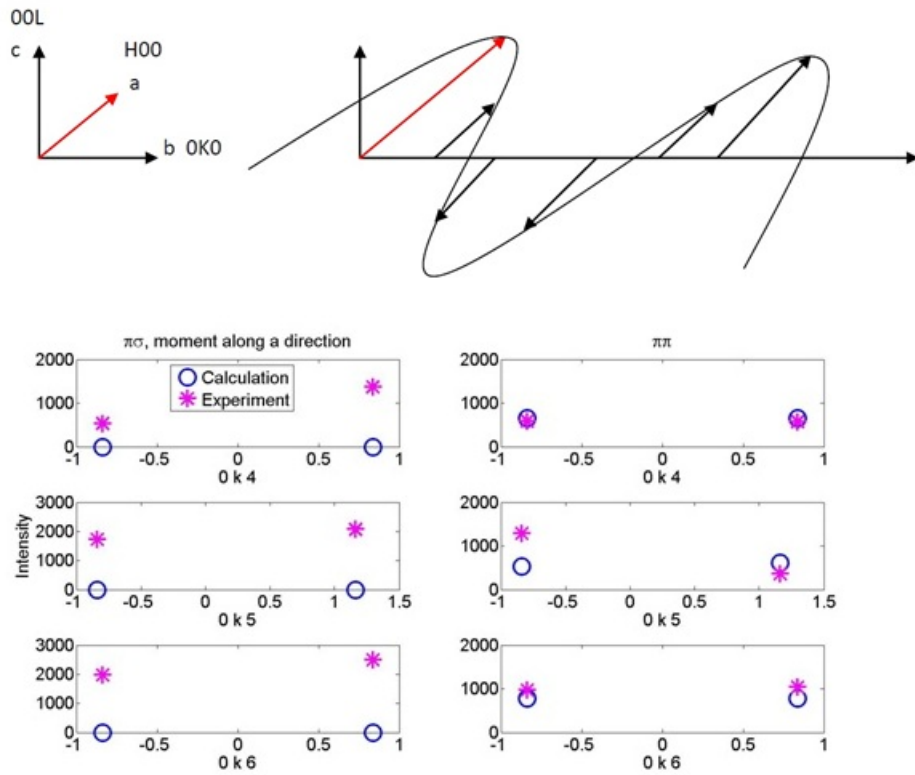 00L
c
H00
a
b 0K0
πσ, moment along a direction
2000
1000
0
-1 -0.5 0 0.5 1
0 k 4
Calculation
Experiment
ππ
2000
1000
0
-1 -0.5 0 0.5 1
0 k 4
Intensity
3000
2000
1000
0
-1 -0.5 0 0.5 1 1.5
0 k 5
2000
1000
0
-1 -0.5 0 0.5 1 1.5
0 k 5
3000
2000
1000
0
-1 -0.5 0 0.5 1
0 k 6
2000
1000
0
-1 -0.5 0 0.5 1
0 k 6